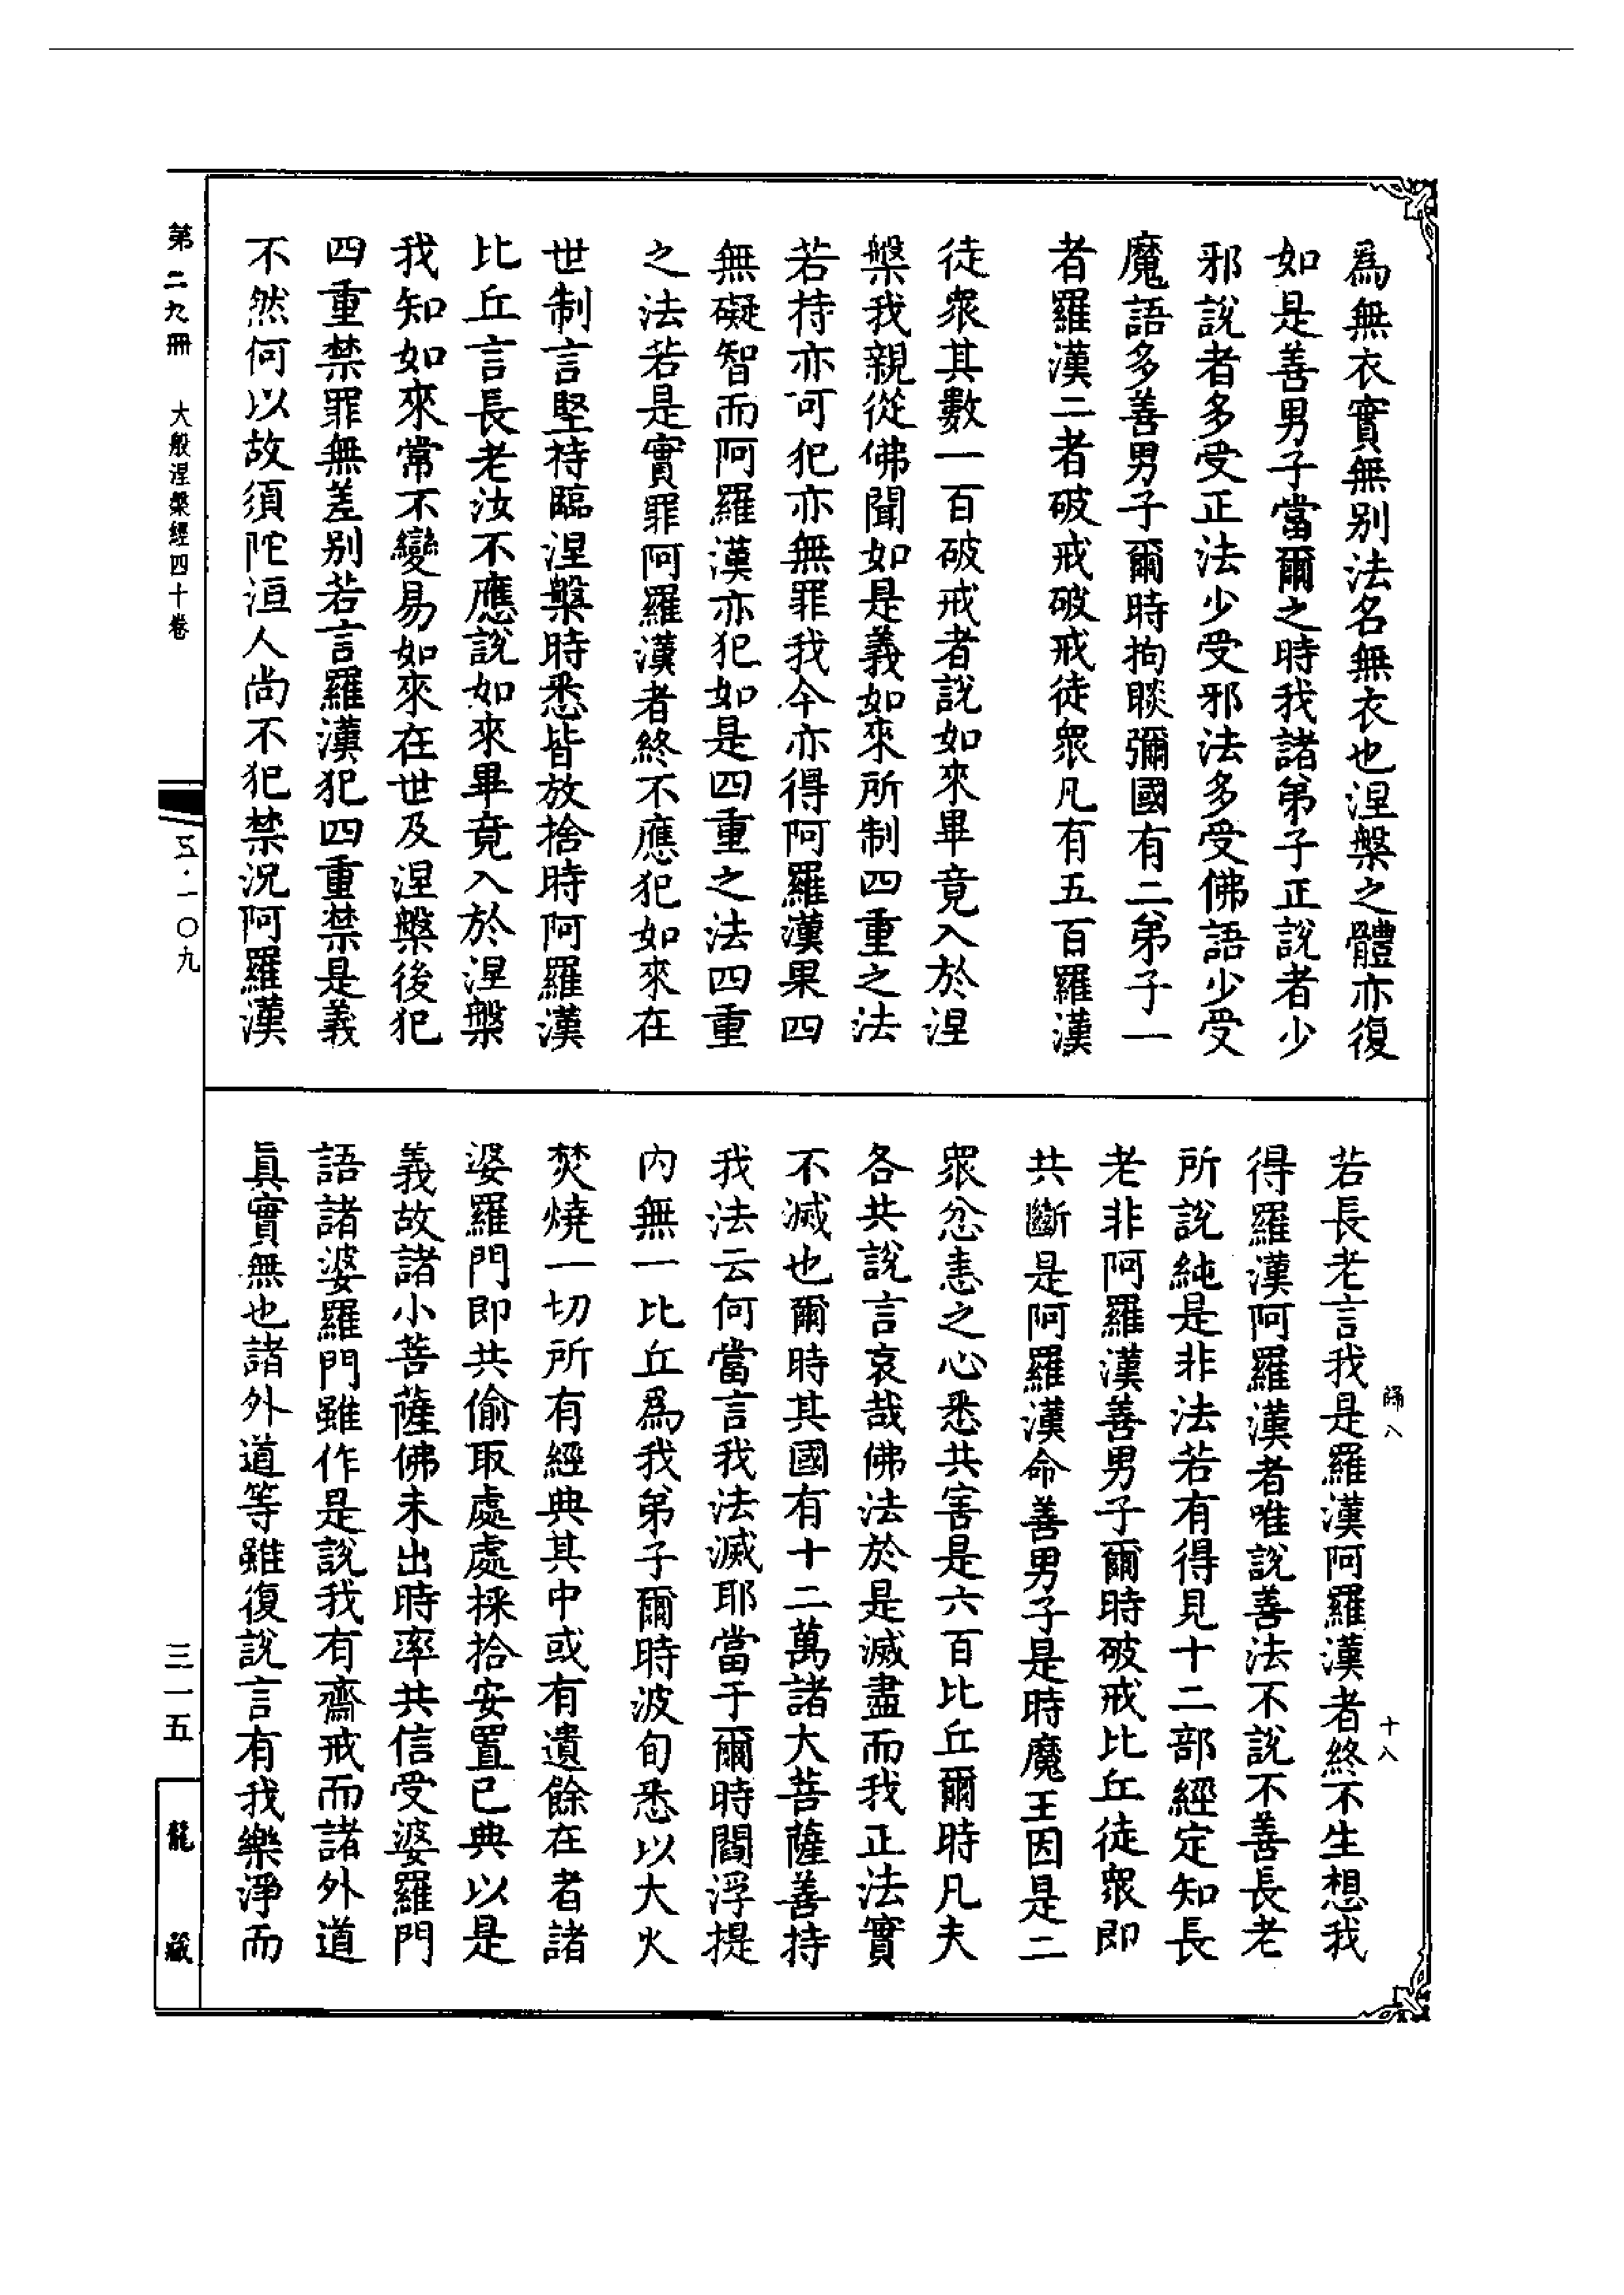 爲無衣實無别法名無衣也涅槃之體亦復
如是善男子當爾之時我諸弟子正說者少
邪說者多受正法少受邪法多受佛語少受
魔語多善男子爾時拘睒彌國有二弟子一
者羅漢二者破戒破戒徒衆凡有五百羅漢
徒衆其數一百破戒者說如來畢竟入於涅
槃我親從佛聞如是義如來所制四重之法
若持亦可犯亦無罪我今亦得阿羅漢果四
無礙智而阿羅漢亦犯如是四重之法四重
之法若是實罪阿羅漢者終不應犯如來在
世制言堅持臨涅槃時悉皆放捨時阿羅漢
比丘言長老汝不應說如來畢竟入於涅槃
我知如來常不變易如來在世及涅槃後犯
四重禁罪無差别若言羅漢犯四重禁是義
不然何以故須陀洹人尚不犯禁況阿羅漢
若長老言我是羅漢阿羅漢者終不生想我
得羅漢阿羅漢者唯說善法不說不善長老
所說純是非法若有得見十二部經定知長
老非阿羅漢善男子爾時破戒比丘徒衆即
共斷是阿羅漢命善男子是時魔王因是二
衆忿恚之心悉共害是六百比丘爾時凡夫
各共說言哀哉佛法於是滅盡而我正法實
不滅也爾時其國有十二萬諸大菩薩善持
我法云何當言我法滅耶當于爾時閻浮提
內無一比丘爲我弟子爾時波旬悉以大火
焚燒一切所有經典其中或有遺餘在者諸
婆羅門即共偷取處處採拾安置已典以是
義故諸小菩薩佛未出時率共信受婆羅門
語諸婆羅門雖作是說我有齋戒而諸外道
眞實無也諸外道等雖復說言有我樂淨而
八
十八
第二九冊
大般涅槃經四十卷
五·一〇九
三一五
龍藏